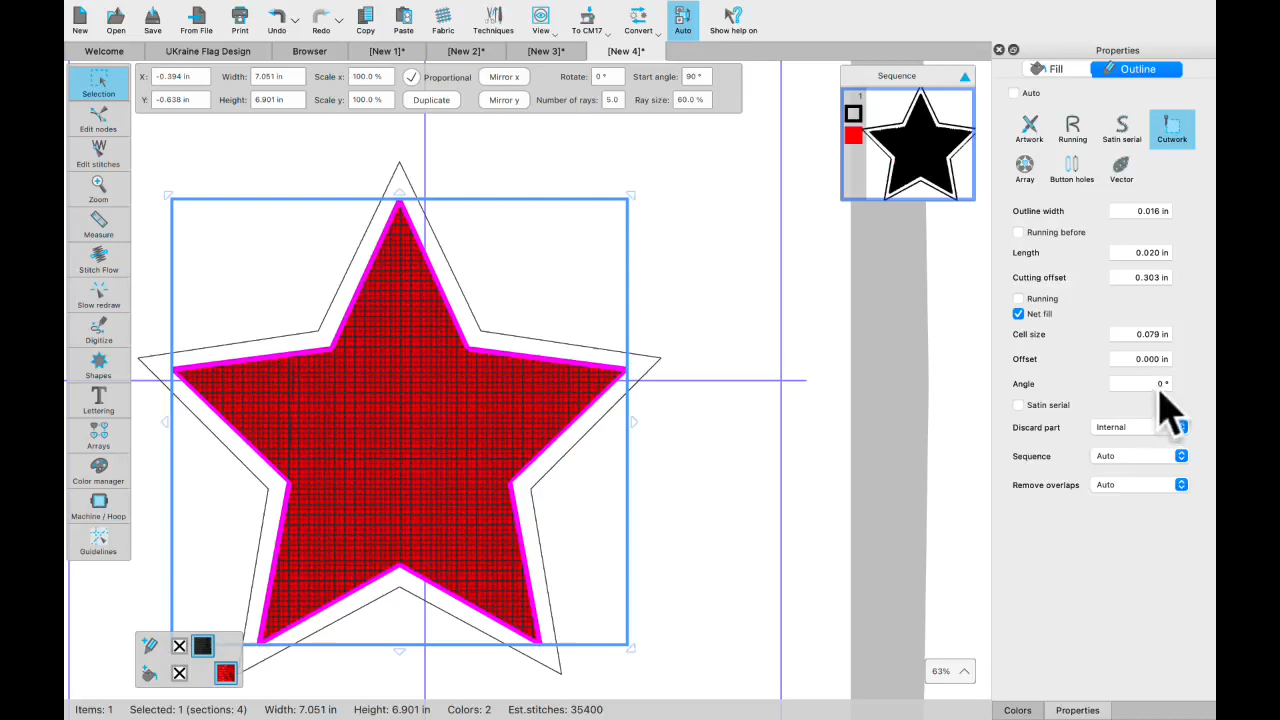 New Open Save From File Print Undo Redo Copy Paste Fabric Techniques View To CM17 Convert Auto Show help on
Welcome UKraine Flag Design Browser [New 1]* [New 2]* [New 3]* [New 4]*
X: -0.394 in Width: 7.051 in Scale x: 100.0 % Proportional Mirror x Rotate: 0 ° Start angle: 90 °
Y: -0.638 in Height: 6.901 in Scale y: 100.0 % Duplicate Mirror y Number of rays: 5.0 Ray size: 60.0 %
Selection
Edit nodes
Edit stitches
Zoom
Measure
Stitch Flow
Slow redraw
Digitize
Shapes
Lettering
Arrays
Color manager
Machine / Hoop
Guidelines
Sequence
1
63%
Properties
Fill Outline
Auto
Artwork Running Satin serial Cutwork
Array Button holes Vector
Outline width 0.016 in
Running before
Length 0.020 in
Cutting offset 0.303 in
Running
Net fill
Cell size 0.079 in
Offset 0.000 in
Angle 0 °
Satin serial
Discard part Internal
Sequence Auto
Remove overlaps Auto
Items: 1 Selected: 1 (sections: 4) Width: 7.051 in Height: 6.901 in Colors: 2 Est.stitches: 35400
Colors Properties